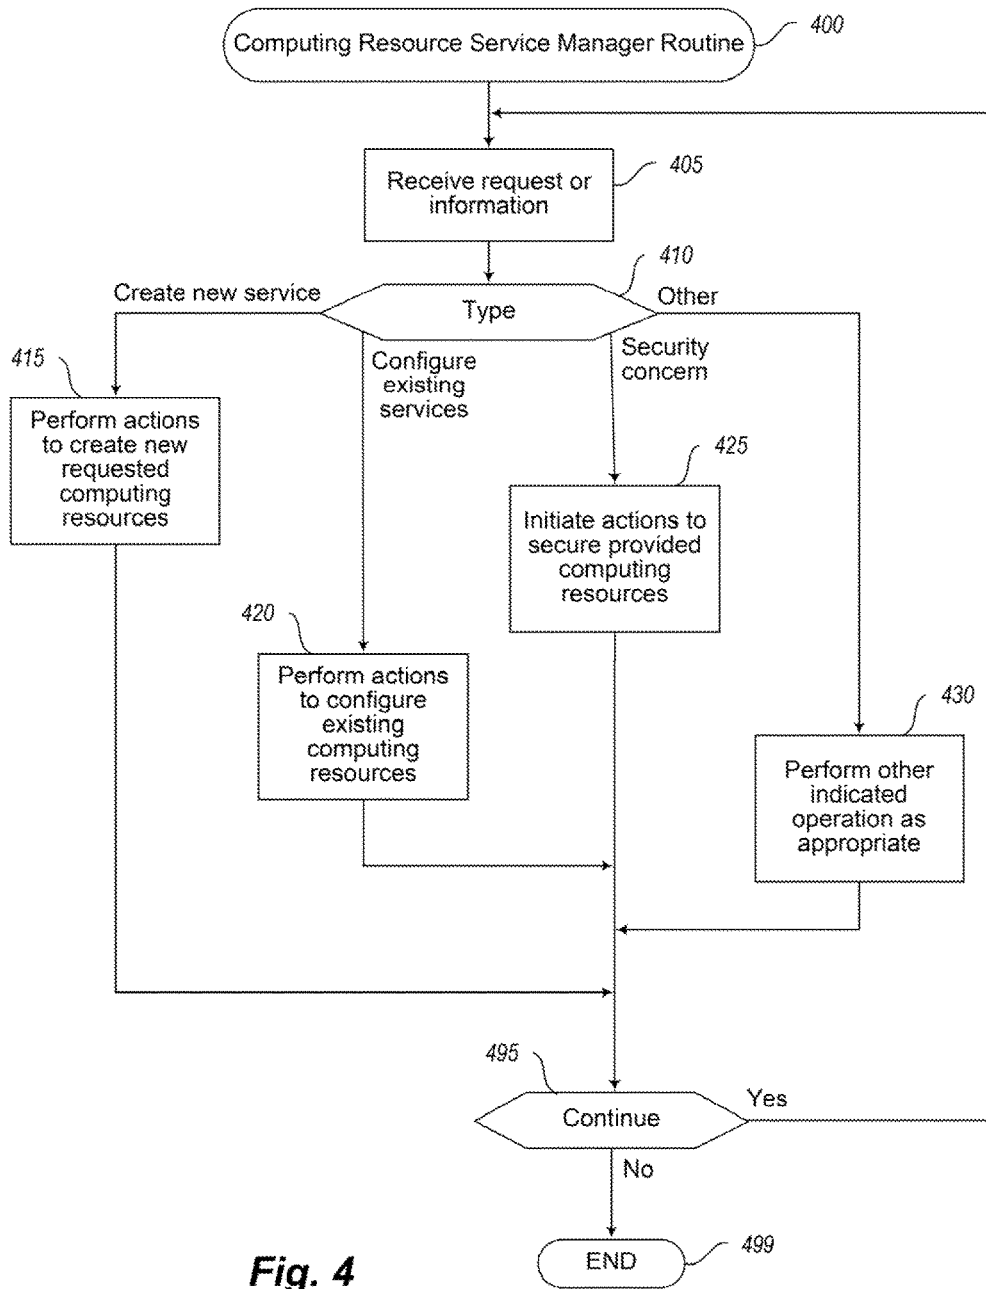 Computing Resource Service Manager Routine
400
Receive request or
information
405
410
Create new service
Type
Other
Configure
existing
services
Security
concern
415
Perform actions
to create new
requested
computing
resources
425
Initiate actions to
secure provided
computing
resources
420
Perform actions
to configure
existing
computing
resources
430
Perform other
indicated
operation as
appropriate
495
Continue
Yes
No
END
499
Fig. 4